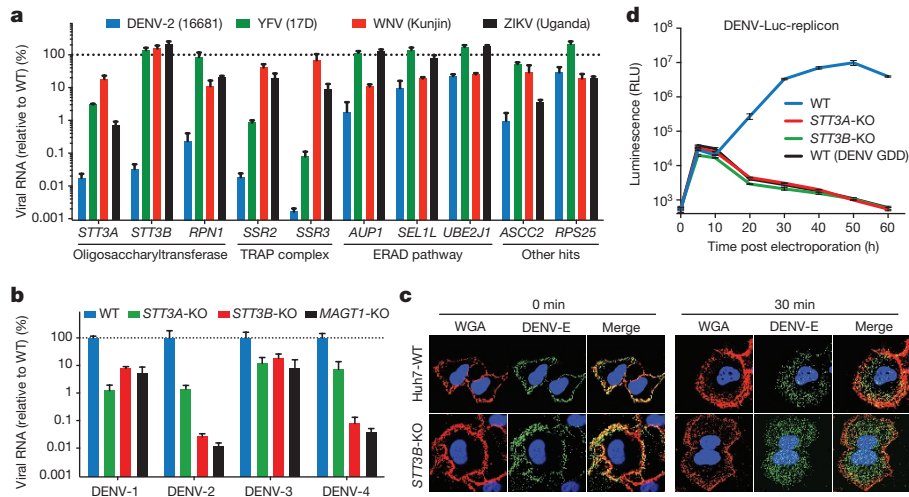 a
DENV-2 (16681) YFV (17D) WNV (Kunjin) ZIKV (Uganda)
Viral RNA (relative to WT) (%)
100
10
1
0.1
0.01
0.001
STT3A STT3B RPN1 SSR2 SSR3 AUP1 SEL1L UBE2J1 ASCC2 RPS25
Oligosaccharyltransferase TRAP complex ERAD pathway Other hits
d
DENV-Luc-replicon
Luminescence (RLU)
10⁸
10⁷
10⁶
10⁵
10⁴
10³
WT
STT3A-KO
STT3B-KO
WT (DENV GDD)
0 10 20 30 40 50 60
Time post electroporation (h)
b
WT STT3A-KO STT3B-KO MAGT1-KO
Viral RNA (relative to WT) (%)
100
10
1
0.1
0.01
0.001
DENV-1 DENV-2 DENV-3 DENV-4
c
0 min 30 min
WGA DENV-E Merge WGA DENV-E Merge
Huh7-WT
STT3B-KO